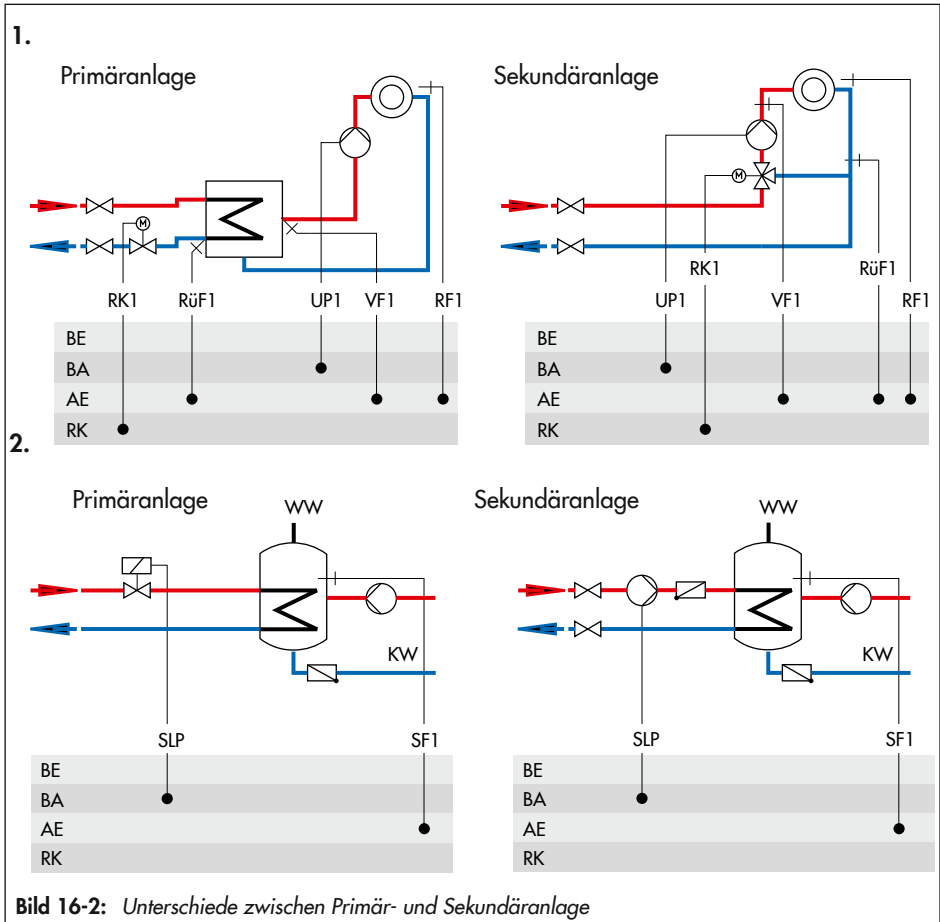 1.
Primäranlage
Sekundäranlage
M
M
RK1 RüF1 UP1 VF1 RF1
RK1 RüF1
UP1 VF1 RF1
BE
BA
AE
RK
BE
BA
AE
RK
2.
Primäranlage
Sekundäranlage
WW
WW
KW
KW
SLP SF1
SLP SF1
BE
BA
AE
RK
BE
BA
AE
RK
Bild 16-2: Unterschiede zwischen Primär- und Sekundäranlage